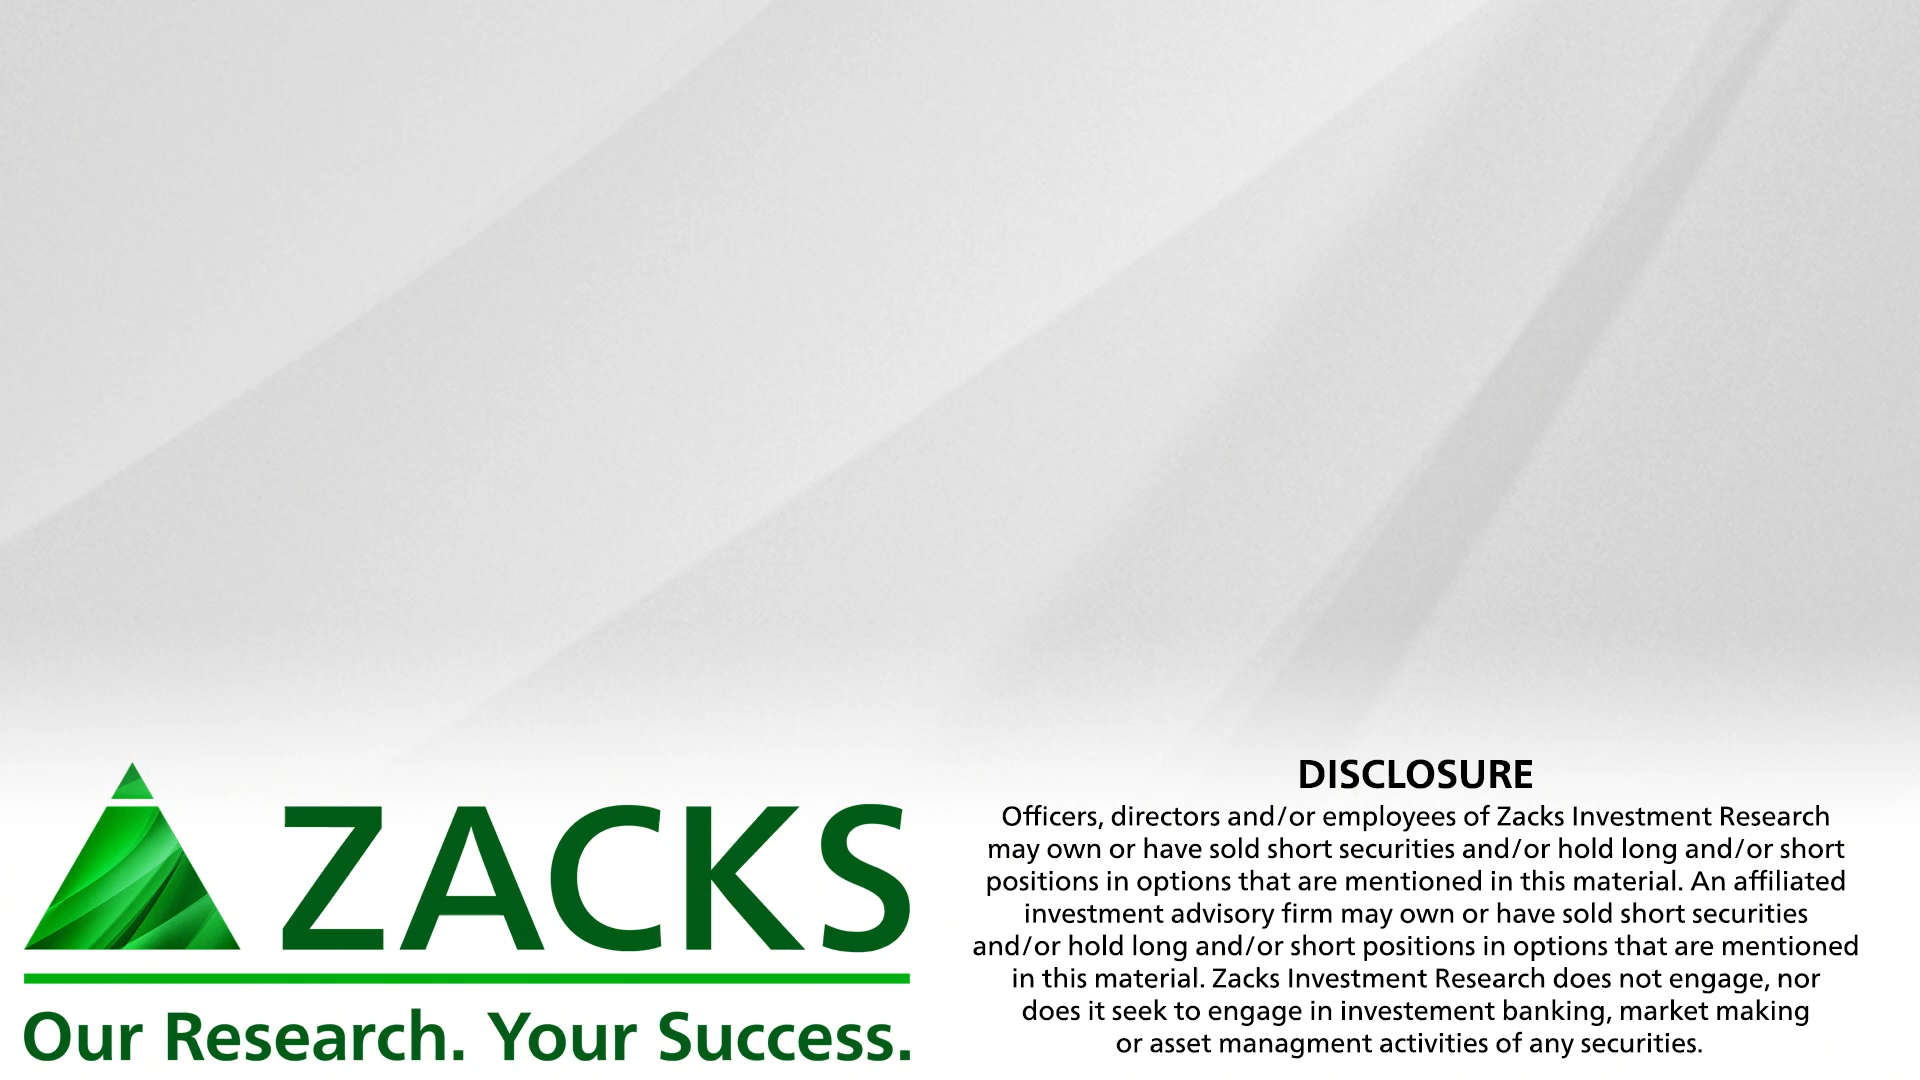 ZACKS
Our Research. Your Success.
DISCLOSURE
Officers, directors and/or employees of Zacks Investment Research
may own or have sold short securities and/or hold long and/or short
positions in options that are mentioned in this material. An affiliated
investment advisory firm may own or have sold short securities
and/or hold long and/or short positions in options that are mentioned
in this material. Zacks Investment Research does not engage, nor
does it seek to engage in investement banking, market making
or asset managment activities of any securities.